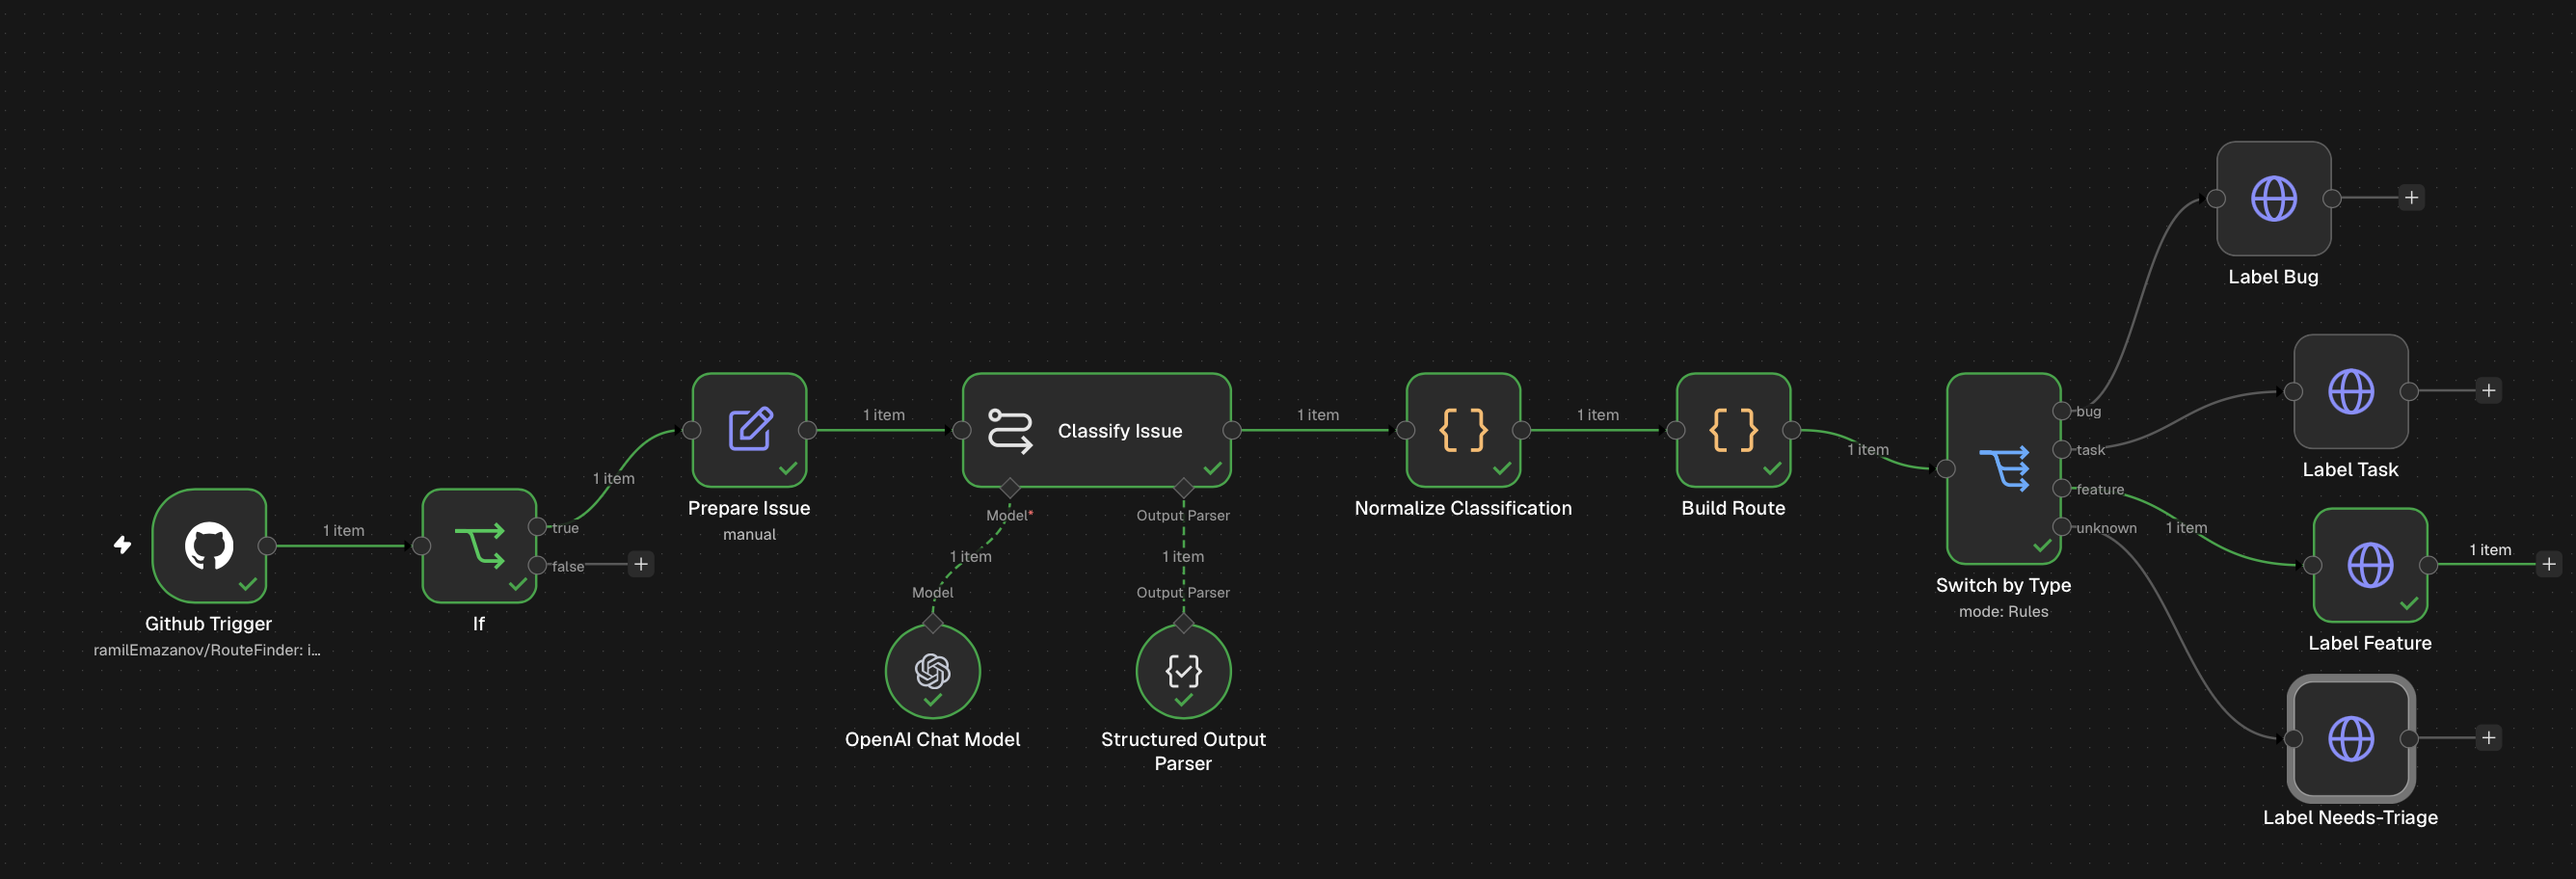 Label Bug
Label Task
1 item
1 item
1 item
1 item
1 item
Classify Issue
bug
task
feature
unknown
1 item
1 item
Prepare Issue
manual
Model*
Output Parser
Normalize Classification
Build Route
1 item
true
false
1 item
1 item
Model
Output Parser
Switch by Type
mode: Rules
1 item
Github Trigger
ramilEmazanov/RouteFinder: i...
If
Label Feature
OpenAI Chat Model
Structured Output
Parser
Label Needs-Triage